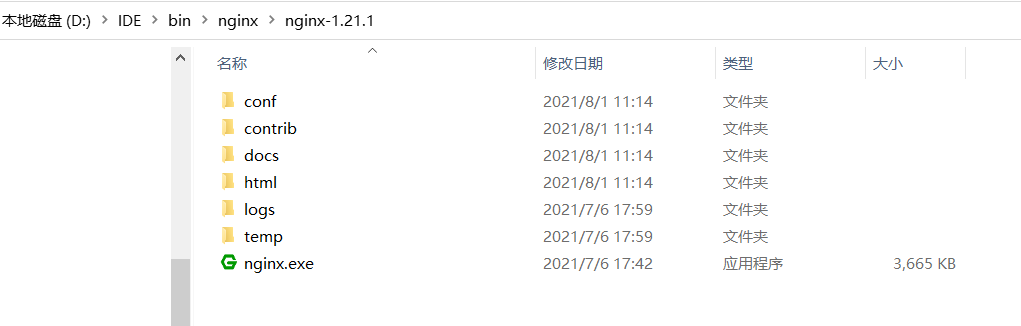 本地磁盘 (D:) > IDE > bin > nginx > nginx-1.21.1
名称 修改日期 类型 大小
conf 2021/8/1 11:14 文件夹
contrib 2021/8/1 11:14 文件夹
docs 2021/8/1 11:14 文件夹
html 2021/8/1 11:14 文件夹
logs 2021/7/6 17:59 文件夹
temp 2021/7/6 17:59 文件夹
nginx.exe 2021/7/6 17:42 应用程序 3,665 KB